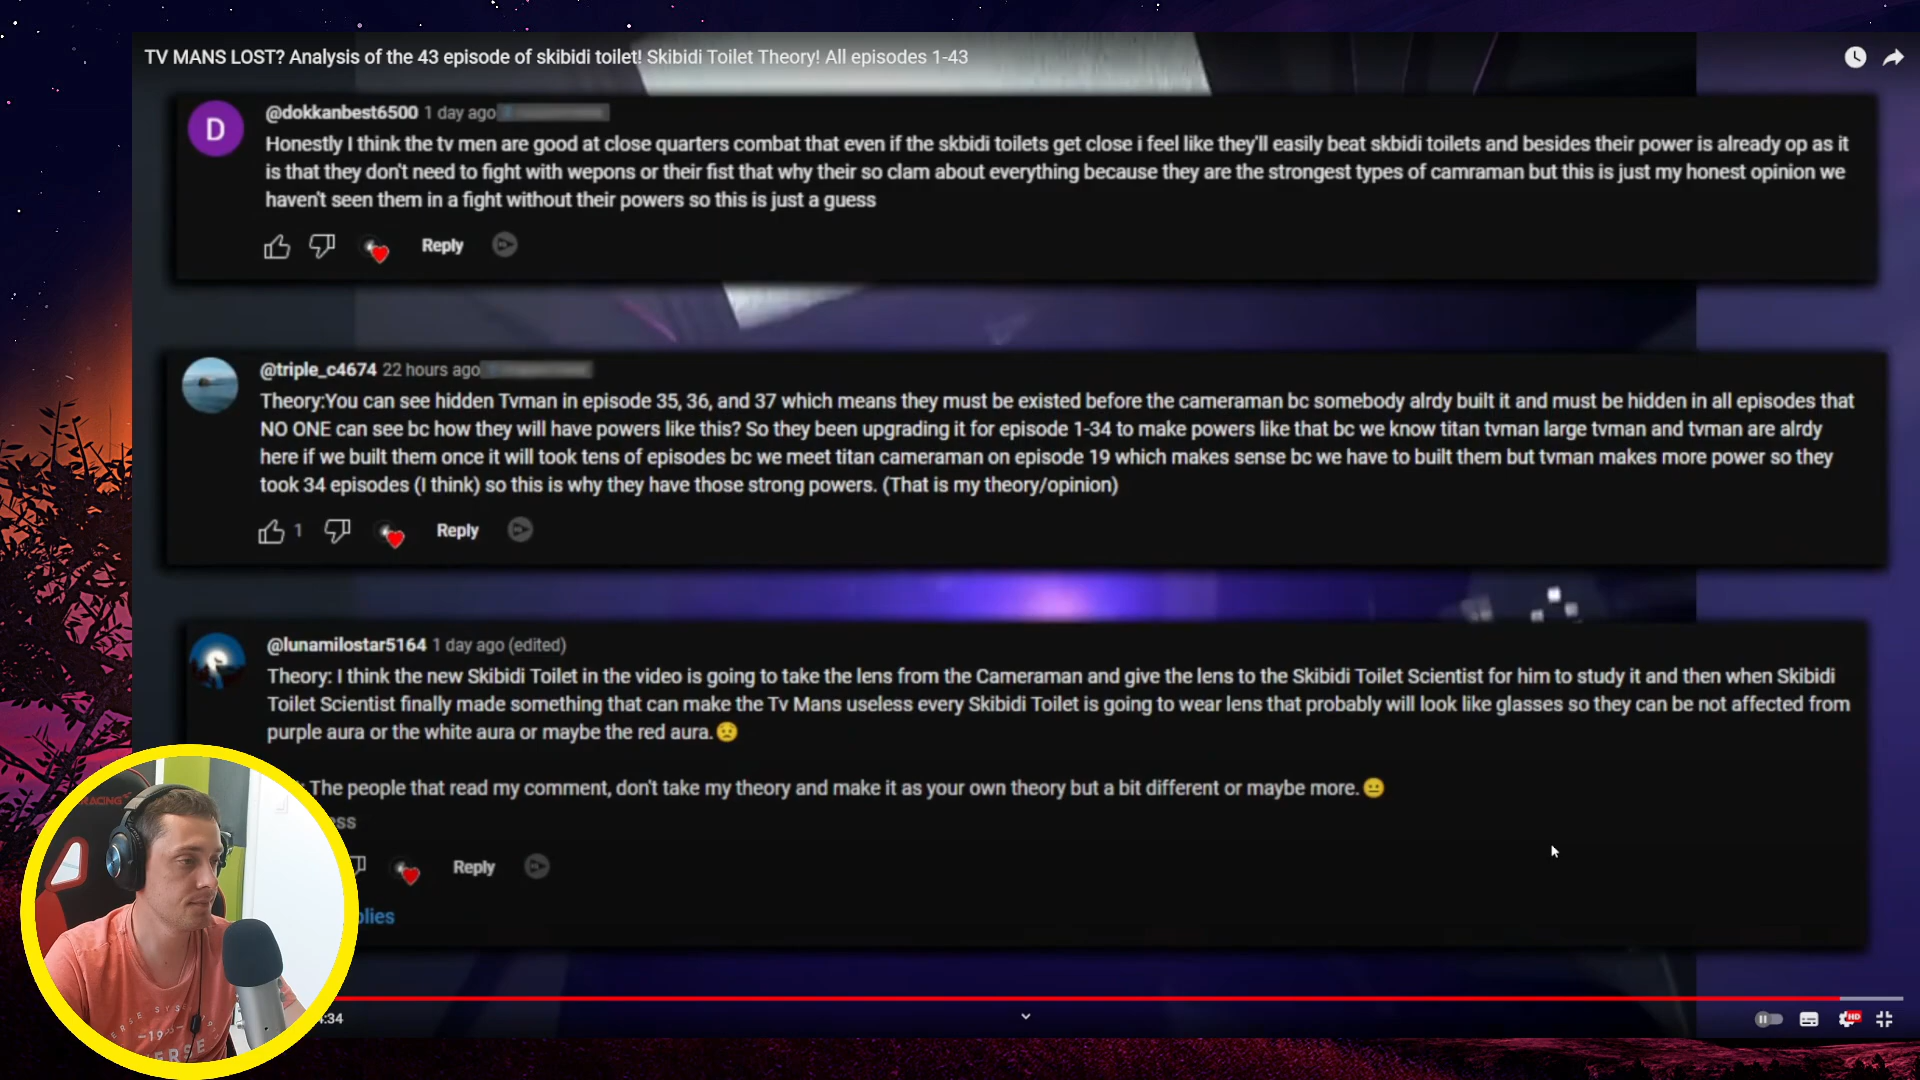 TV MANS LOST? Analysis of the 43 episode of skibidi toilet! Skibidi Toilet Theory! All episodes 1-43
D
@dokkanbest6500 1 day ago
Honestly I think the tv men are good at close quarters combat that even if the skbidi toilets get close i feel like they'll easily beat skbidi toilets and besides their power is already op as it
is that they don't need to fight with wepons or their fist that why their so clam about everything because they are the strongest types of camraman but this is just my honest opinion we
haven't seen them in a fight without their powers so this is just a guess
Reply
@triple_c4674 22 hours ago
Theory:You can see hidden Tvman in episode 35, 36, and 37 which means they must be existed before the cameraman bc somebody alrdy built it and must be hidden in all episodes that
NO ONE can see bc how they will have powers like this? So they been upgrading it for episode 1-34 to make powers like that bc we know titan tvman large tvman and tvman are alrdy
here if we built them once it will took tens of episodes bc we meet titan cameraman on episode 19 which makes sense bc we have to built them but tvman makes more power so they
took 34 episodes (I think) so this is why they have those strong powers. (That is my theory/opinion)
1 Reply
@lunamilostar5164 1 day ago (edited)
Theory: I think the new Skibidi Toilet in the video is going to take the lens from the Cameraman and give the lens to the Skibidi Toilet Scientist for him to study it and then when Skibidi
Toilet Scientist finally made something that can make the Tv Mans useless every Skibidi Toilet is going to wear lens that probably will look like glasses so they can be not affected from
purple aura or the white aura or maybe the red aura.😟
The people that read my comment, don't take my theory and make it as your own theory but a bit different or maybe more.😐
Reply
:34
HD
RACING